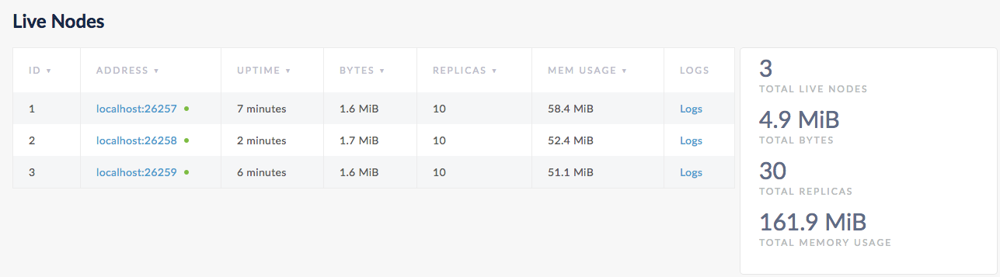 Live Nodes
ID ▼ ADDRESS ▼ UPTIME ▼ BYTES ▼ REPLICAS ▼ MEM USAGE ▼ LOGS
1 localhost:26257 7 minutes 1.6 MiB 10 58.4 MiB Logs
2 localhost:26258 2 minutes 1.7 MiB 10 52.4 MiB Logs
3 localhost:26259 6 minutes 1.6 MiB 10 51.1 MiB Logs
3
TOTAL LIVE NODES
4.9 MiB
TOTAL BYTES
30
TOTAL REPLICAS
161.9 MiB
TOTAL MEMORY USAGE